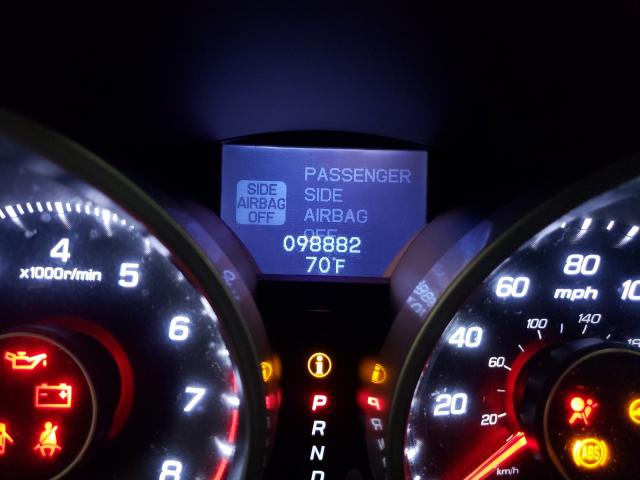 PASSENGER
SIDE
AIRBAG
OFF
SIDE
AIRBAG
OFF
098882
70°F
4
x1000r/min
5
6
7
8
i
P
R
N
D
80
mph
60
40
20
100
140
60
20
km/h
ABS